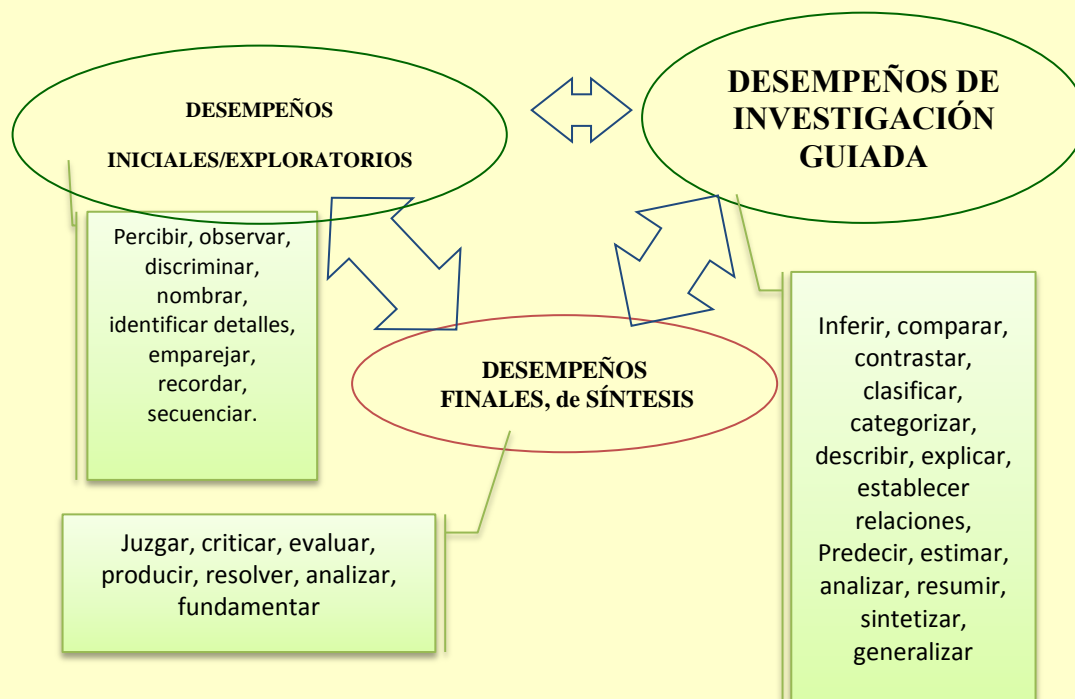 DESEMPEÑOS
INICIALES/EXPLORATORIOS
DESEMPEÑOS DE
INVESTIGACIÓN
GUIADA
Percibir, observar,
discriminar,
nombrar,
identificar detalles,
emparejar,
recordar,
secuenciar.
DESEMPEÑOS
FINALES, de SÍNTESIS
Inferir, comparar,
contrastar,
clasificar,
categorizar,
describir, explicar,
establecer
relaciones,
Predecir, estimar,
analizar, resumir,
sintetizar,
generalizar
Juzgar, criticar, evaluar,
producir, resolver, analizar,
fundamentar